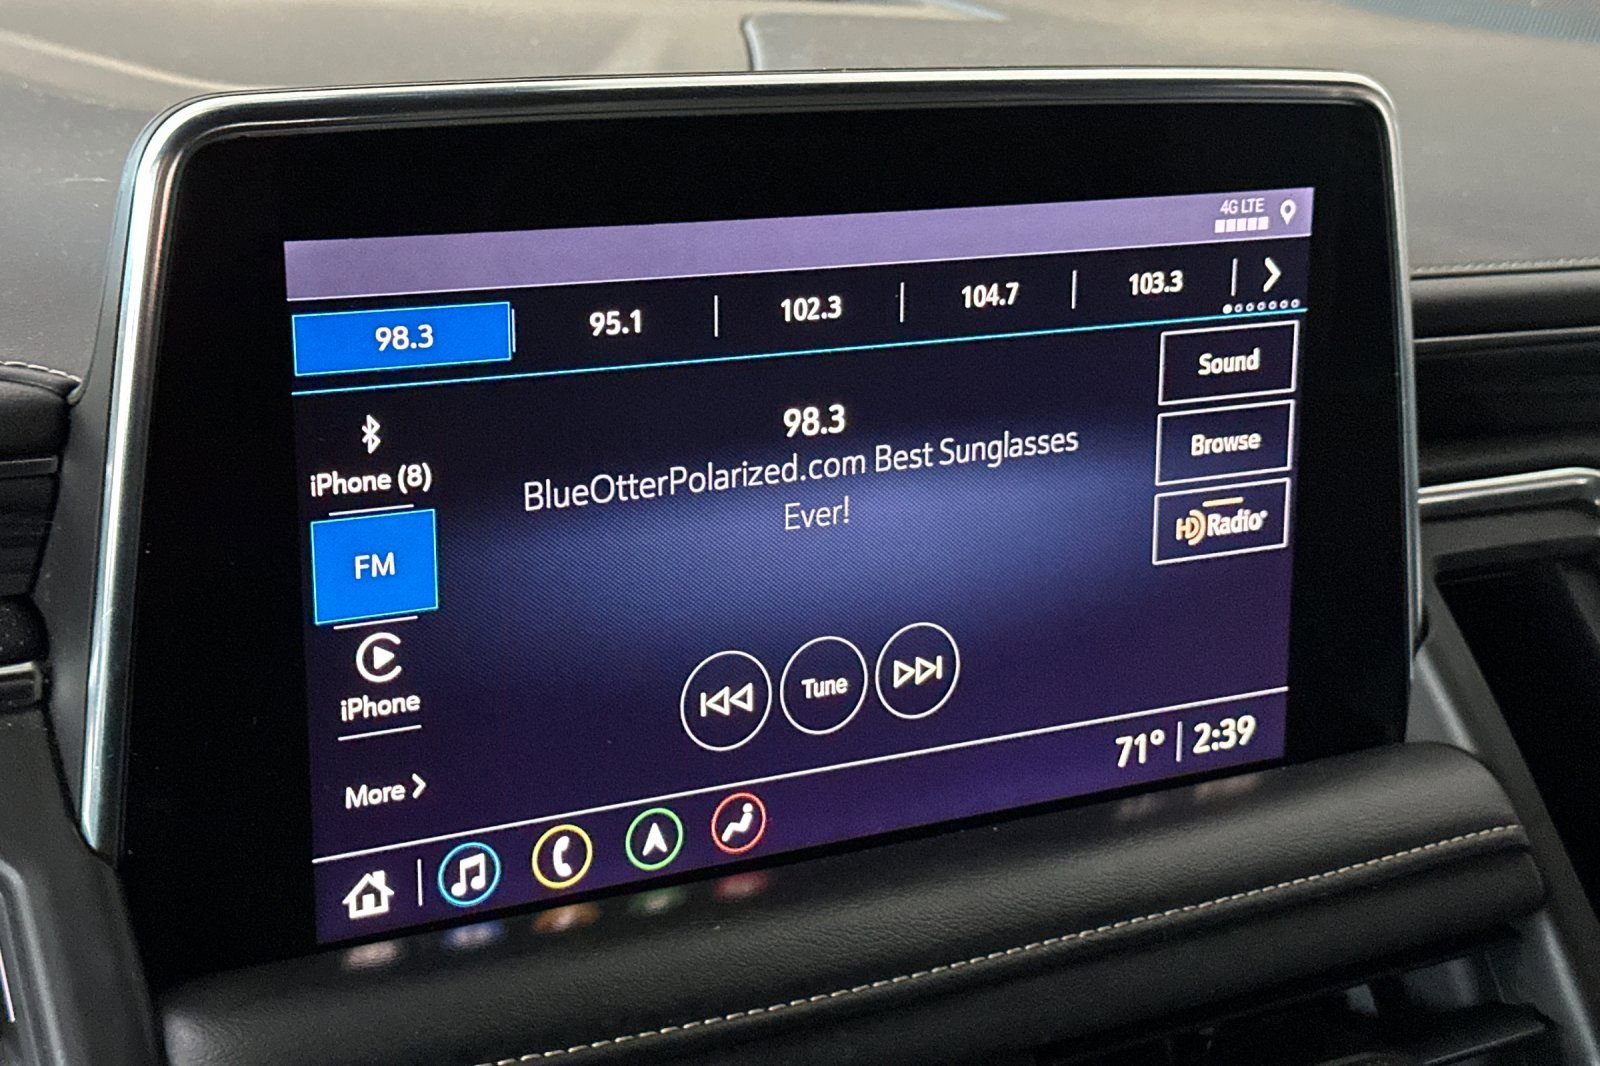 4G LTE
98.3
95.1
102.3
104.7
103.3
iPhone (8)
FM
iPhone
More
98.3
BlueOtterPolarized.com Best Sunglasses
Ever!
Tune
Sound
Browse
HD Radio
71° 2:39